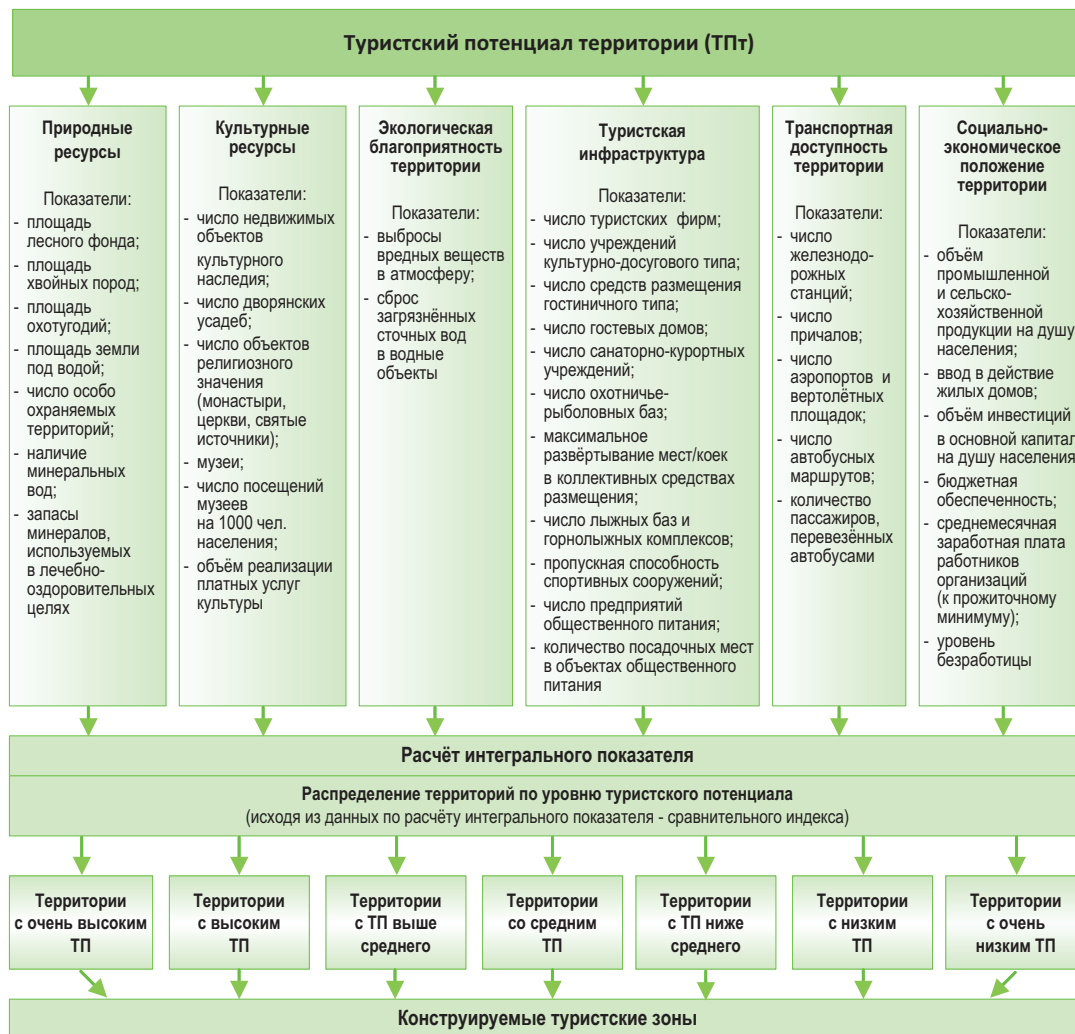 Туристский потенциал территории (ТПт)
Природные
ресурсы
Показатели:
- площадь
лесного фонда;
- площадь
хвойных пород;
- площадь
охотугодий;
- площадь земли
под водой;
- число особо
охраняемых
территорий;
- наличие
минеральных
вод;
- запасы
минералов,
используемых
в лечебно-
оздоровительных
целях
Культурные
ресурсы
Показатели:
- число недвижимых
объектов
культурного
наследия;
- число дворянских
усадеб;
- число объектов
религиозного
значения
(монастыри,
церкви, святые
источники);
- музеи;
- число посещений
музеев
на 1000 чел.
населения;
- объём реализации
платных услуг
культуры
Экологическая
благоприятность
территории
Показатели:
- выбросы
вредных веществ
в атмосферу;
- сброс
загрязнённых
сточных вод
в водные
объекты
Туристская
инфраструктура
Показатели:
- число туристских фирм;
- число учреждений
культурно-досугового типа;
- число средств размещения
гостиничного типа;
- число гостевых домов;
- число санаторно-курортных
учреждений;
- число охотничье-
рыболовных баз;
- максимальное
развёртывание мест/коек
в коллективных средствах
размещения;
- число лыжных баз и
горнолыжных комплексов;
- пропускная способность
спортивных сооружений;
- число предприятий
общественного питания;
- количество посадочных мест
в объектах общественного
питания
Транспортная
доступность
территории
Показатели:
- число
железнодо-
рожных
станций;
- число
причалов;
- число
аэропортов и
вертолётных
площадок;
- число
автобусных
маршрутов;
- количество
пассажиров,
перевезённых
автобусами
Социально-
экономическое
положение
территории
Показатели:
- объём
промышленной
и сельско-
хозяйственной
продукции на душу
населения;
- ввод в действие
жилых домов;
- объём инвестиций
в основной капитал
на душу населения
- бюджетная
обеспеченность;
- среднемесячная
заработная плата
работников
организаций
(к прожиточному
минимуму);
- уровень
безработицы
Расчёт интегрального показателя
Распределение территорий по уровню туристского потенциала
(исходя из данных по расчёту интегрального показателя - сравнительного индекса)
Территории
с очень высоким
ТП
Территории
с высоким
ТП
Территории
с ТП выше
среднего
Территории
со средним
ТП
Территории
с ТП ниже
среднего
Территории
с низким
ТП
Территории
с очень
низким ТП
Конструируемые туристские зоны